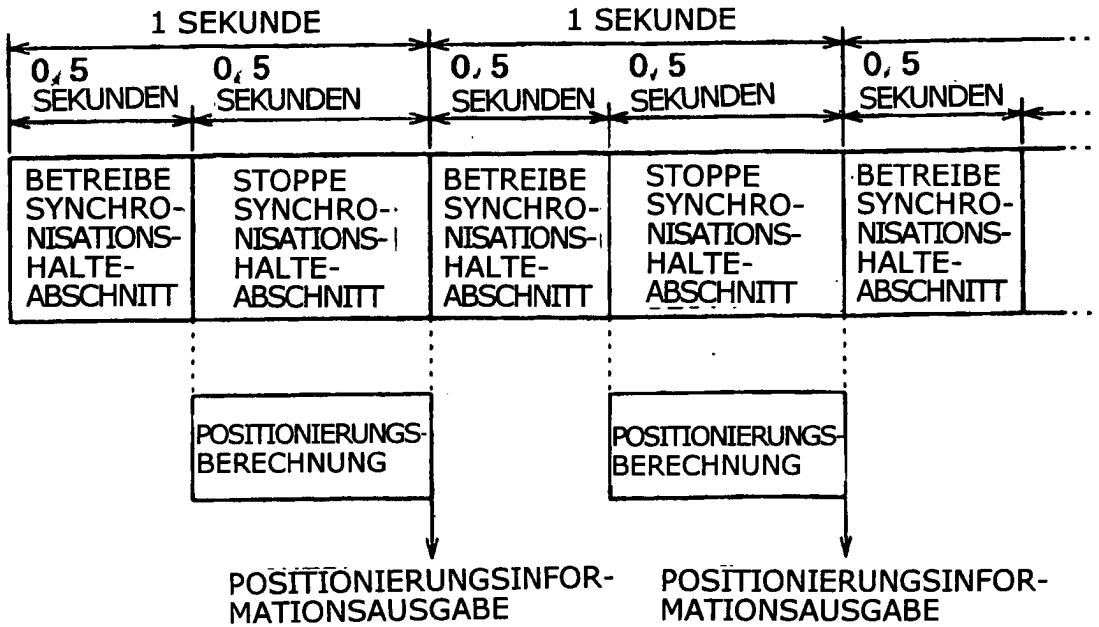 1 SEKUNDE
1 SEKUNDE
0,5
SEKUNDEN
0,5
SEKUNDEN
0,5
SEKUNDEN
0,5
SEKUNDEN
0,5
SEKUNDEN
BETREIBE
SYNCHRO-
NISATIONS-
HALTE-
ABSCHNITT
STOPPE
SYNCHRO-
NISATIONS-
HALTE-
ABSCHNITT
BETREIBE
SYNCHRO-
NISATIONS-
HALTE-
ABSCHNITT
STOPPE
SYNCHRO-
NISATIONS-
HALTE-
ABSCHNITT
BETREIBE
SYNCHRO-
NISATIONS-
HALTE-
ABSCHNITT
POSITIONIERUNGS-
BERECHNUNG
POSITIONIERUNGS-
BERECHNUNG
POSITIONIERUNGSINFOR-
MATIONSAUSGABE
POSITIONIERUNGSINFOR-
MATIONSAUSGABE